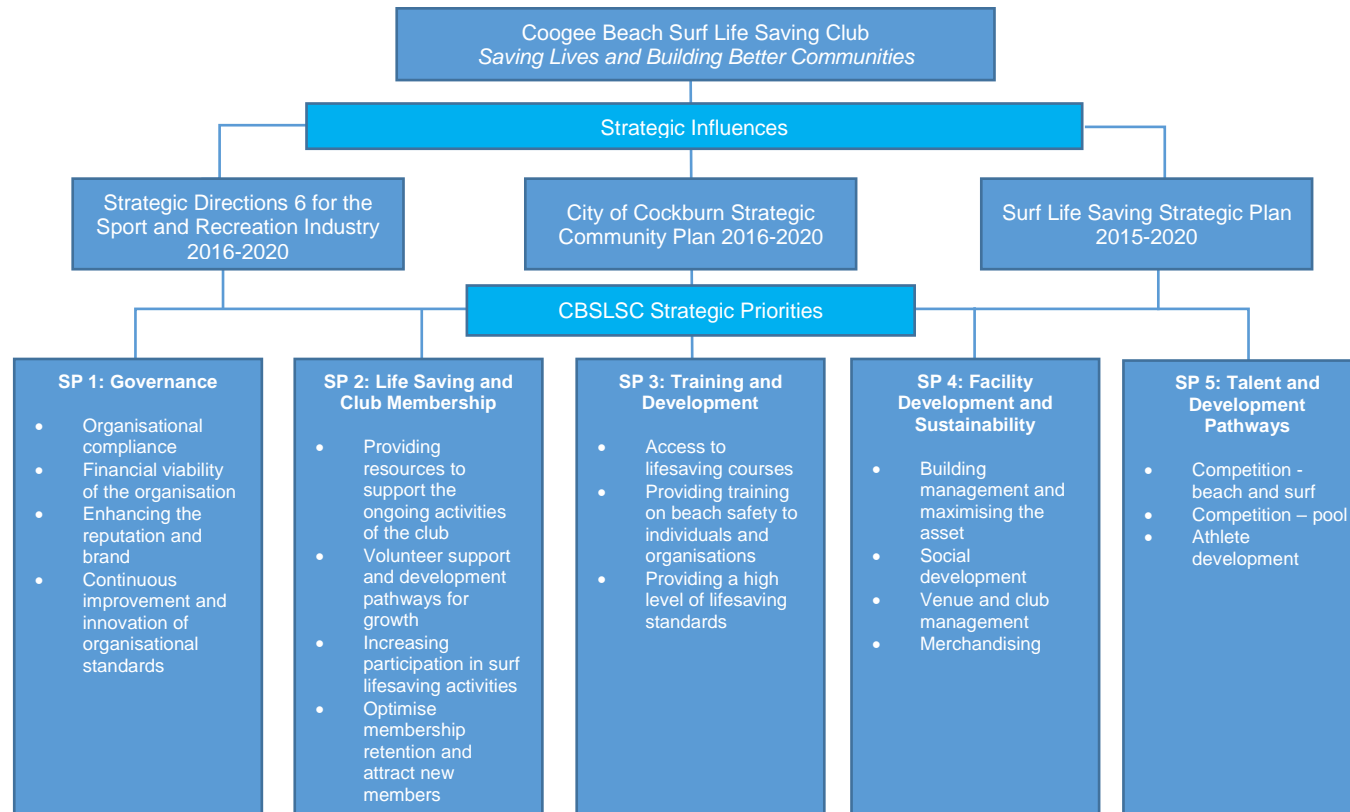 Coogee Beach Surf Life Saving Club
Saving Lives and Building Better Communities
Strategic Influences
Strategic Directions 6 for the
Sport and Recreation Industry
2016-2020
City of Cockburn Strategic
Community Plan 2016-2020
Surf Life Saving Strategic Plan
2015-2020
CBSLSC Strategic Priorities
SP 1: Governance
• Organisational
compliance
• Financial viability
of the organisation
• Enhancing the
reputation and
brand
• Continuous
improvement and
innovation of
organisational
standards
SP 2: Life Saving and
Club Membership
• Providing
resources to
support the
ongoing activities
of the club
• Volunteer support
and development
pathways for
growth
• Increasing
participation in surf
lifesaving activities
• Optimise
membership
retention and
attract new
members
SP 3: Training and
Development
• Access to
lifesaving courses
• Providing training
on beach safety to
individuals and
organisations
• Providing a high
level of lifesaving
standards
SP 4: Facility
Development and
Sustainability
• Building
management and
maximising the
asset
• Social
development
• Venue and club
management
• Merchandising
SP 5: Talent and
Development
Pathways
• Competition -
beach and surf
• Competition – pool
• Athlete
development